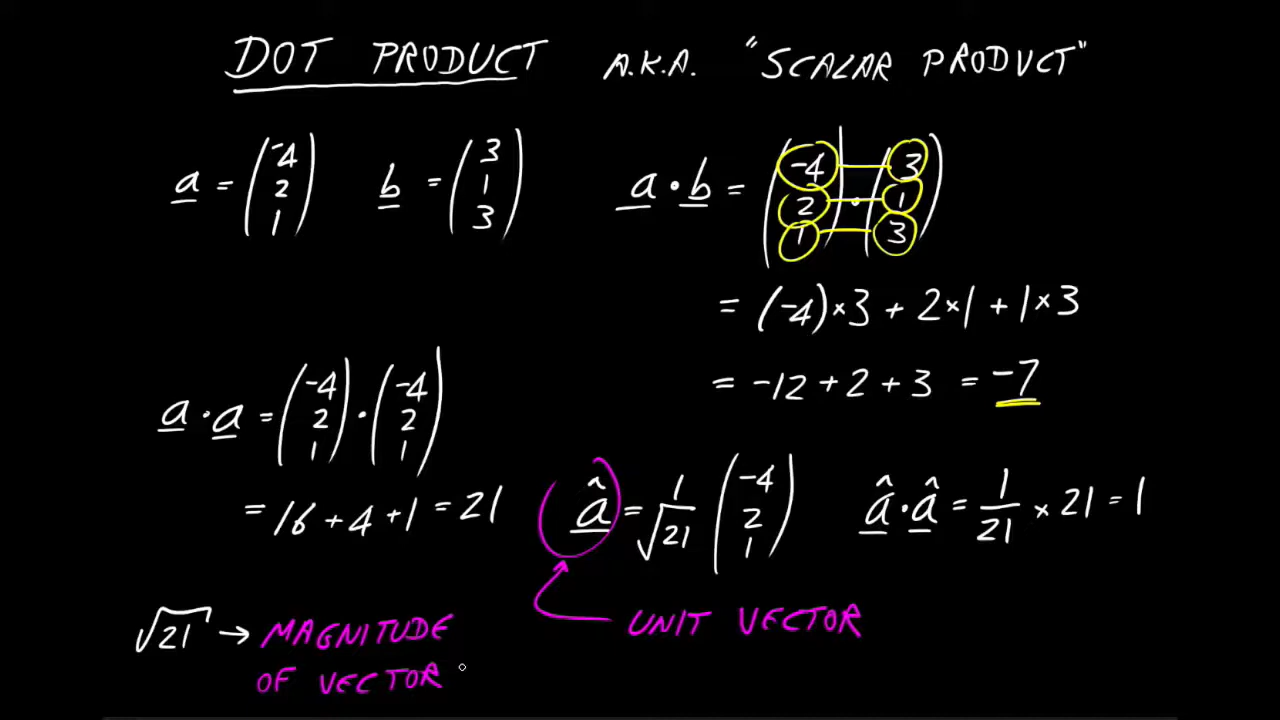 DOT PRODUCT A.K.A. "SCALAR PRODUCT"
a = (-4 2 1) b = (3 1 3) a · b = (-4 2 1) · (3 1 3)
= (-4)×3 + 2×1 + 1×3
= -12 + 2 + 3 = -7
a · a = (-4 2 1) · (-4 2 1)
= 16 + 4 + 1 = 21
â = 1/√21 (-4 2 1) â · â = 1/21 × 21 = 1
UNIT VECTOR
√21 → MAGNITUDE
OF VECTOR